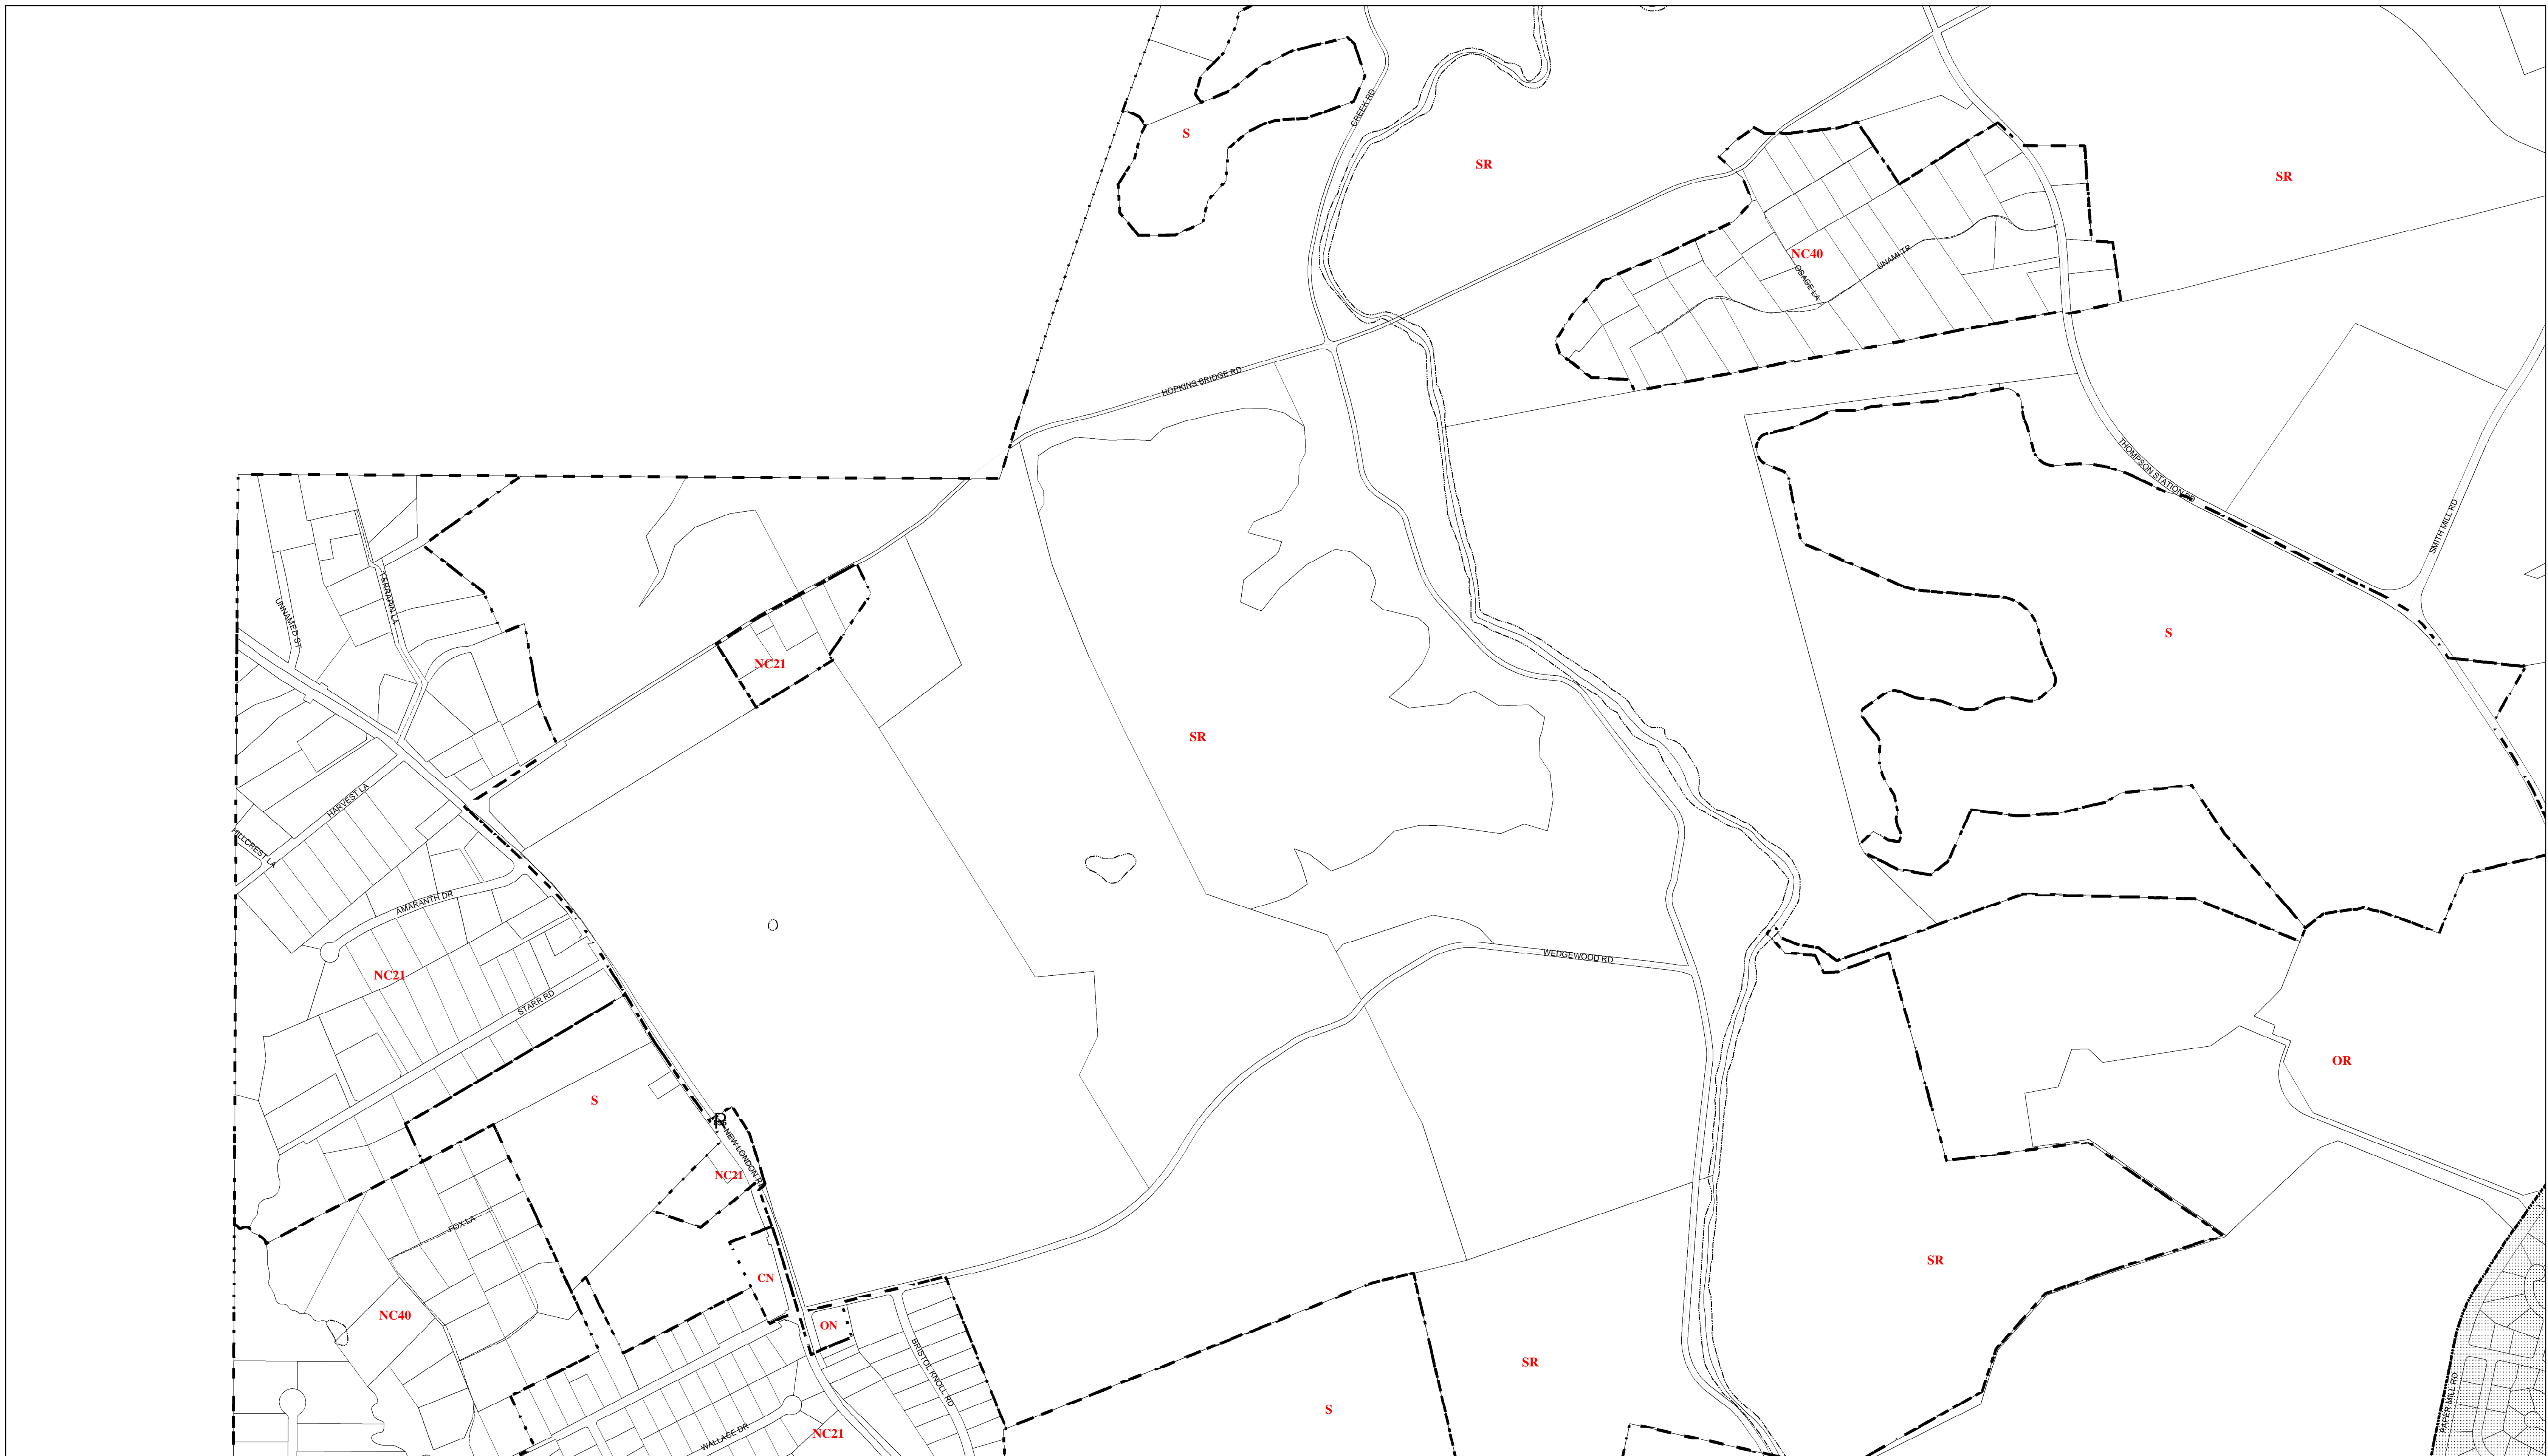 S
CREEK RD
SR
SR
NC40
OSAGE LA
UNAMI TR
HOPKINS BRIDGE RD
THOMPSON STATION RD
SMITH MILL RD
UNNAMED ST
TERRAPIN LA
NC21
S
SR
HARVEST LA
HILLCREST LA
AMARANTH DR
NC21
STARR RD
WEDGEWOOD RD
OR
S
NEW LONDON R
NC21
FOX LA
SR
CN
NC40
ON
BRISTOL KNOLL RD
SR
S
PAPER MILL RD
WALLACE DR
NC21